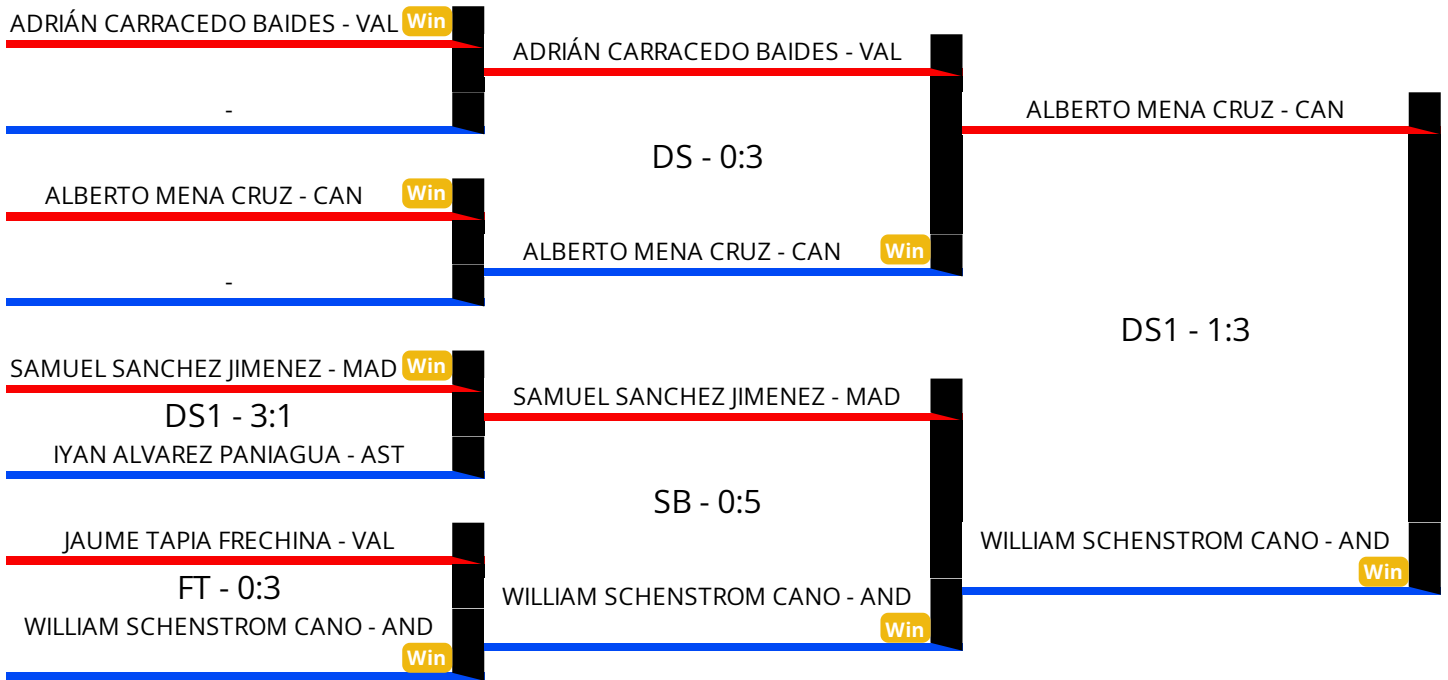 ADRIÁN CARRACEDO BAIDES - VAL Win
-
ALBERTO MENA CRUZ - CAN Win
-
SAMUEL SANCHEZ JIMENEZ - MAD Win
DS1 - 3:1
IYAN ALVAREZ PANIAGUA - AST
JAUME TAPIA FRECHINA - VAL
FT - 0:3
WILLIAM SCHENSTROM CANO - AND
Win
ADRIÁN CARRACEDO BAIDES - VAL
DS - 0:3
ALBERTO MENA CRUZ - CAN Win
SAMUEL SANCHEZ JIMENEZ - MAD
SB - 0:5
WILLIAM SCHENSTROM CANO - AND
Win
ALBERTO MENA CRUZ - CAN
DS1 - 1:3
WILLIAM SCHENSTROM CANO - AND
Win